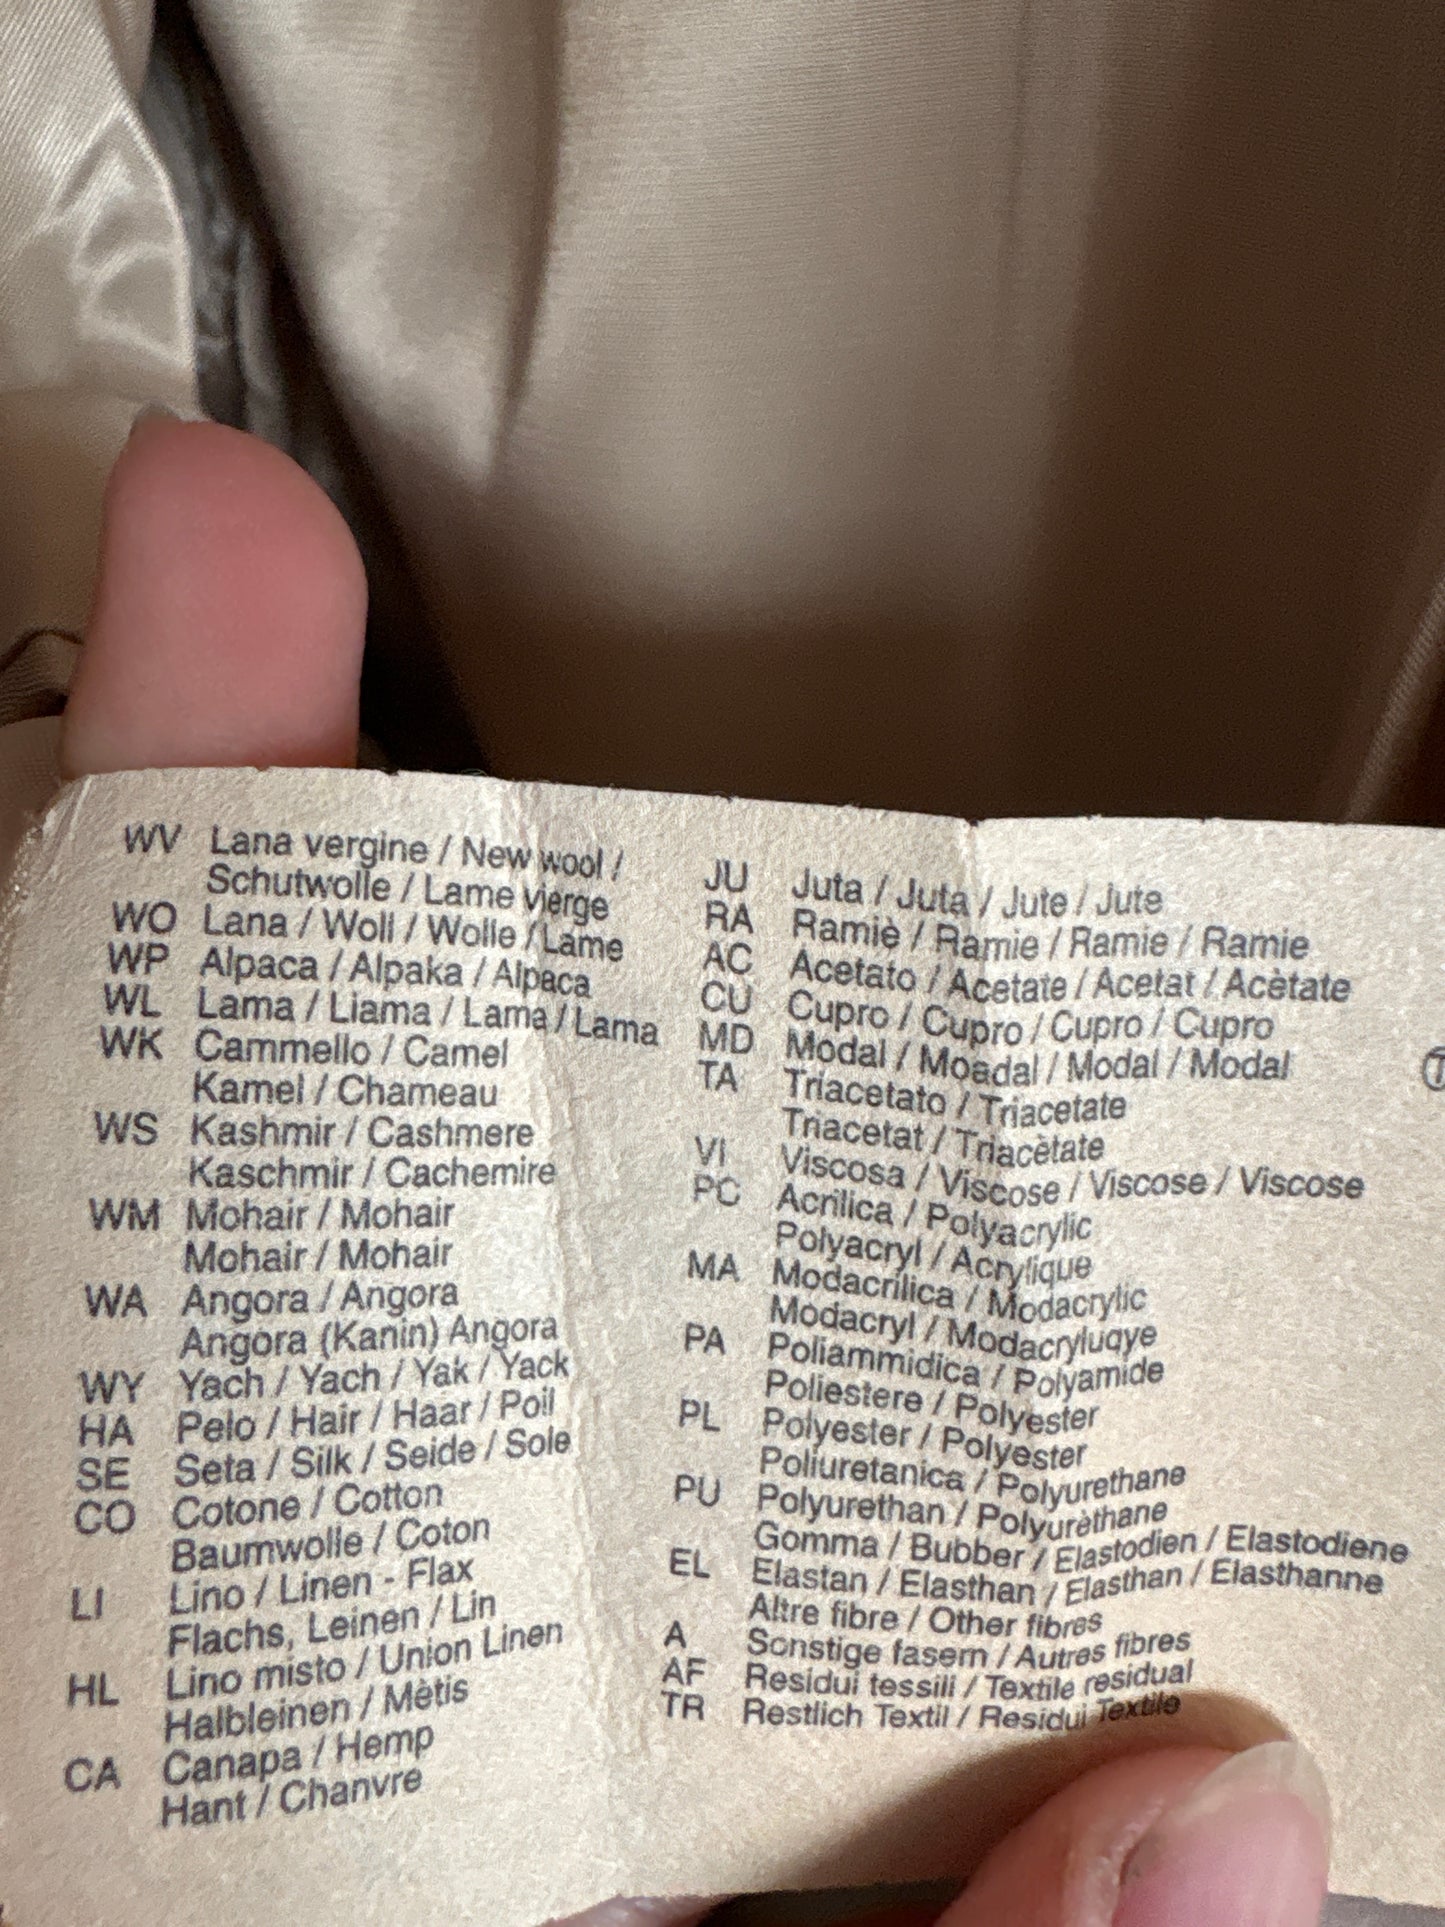 WV Lana vergine / New wool /
Schutwolle / Lame vierge
WO Lana / Woll / Wolle / Lame
WP Alpaca / Alpaka / Alpaca
WL Lama / Liama / Lama / Lama
WK Cammello / Camel
Kamel / Chameau
WS Kashmir / Cashmere
Kaschmir / Cachemire
WM Mohair / Mohair
Mohair / Mohair
WA Angora / Angora
Angora (Kanin) Angora
WY Yach / Yach / Yak / Yack
HA Pelo / Hair / Haar / Poil
SE Seta / Silk / Seide / Sole
CO Cotone / Cotton
Baumwolle / Coton
LI Lino / Linen - Flax
Flachs, Leinen / Lin
HL Lino misto / Union Linen
Halbleinen / Mètis
CA Canapa / Hemp
Hant / Chanvre
JU Juta / Juta / Jute / Jute
RA Ramiè / Ramie / Ramie / Ramie
AC Acetato / Acetate / Acetat / Acètate
CU Cupro / Cupro / Cupro / Cupro
MD Modal / Moadal / Modal / Modal
TA Triacetato / Triacetate
Triacetat / Triacètate
VI Viscosa / Viscose / Viscose / Viscose
PC Acrilica / Polyacrylic
Polyacryl / Acrylique
MA Modacrilica / Modacrylic
Modacryl / Modacryluqye
PA Poliammidica / Polyamide
Poliestere / Polyester
PL Polyester / Polyester
Poliuretanica / Polyurethane
PU Polyurethan / Polyurèthane
Gomma / Bubber / Elastodien / Elastodiene
EL Elastan / Elasthan / Elasthan / Elasthanne
Altre fibre / Other fibres
A Sonstige fasern / Autres fibres
AF Residui tessili / Textile residual
TR Restlich Textil / Residui Textile